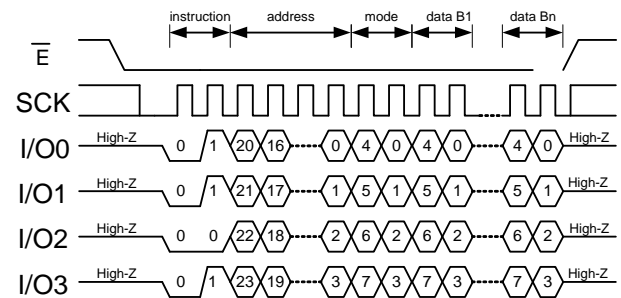 instruction address mode data B1 data Bn
E
SCK
I/O0 High-Z 0 1 20 16 0 4 0 4 0 4 0 High-Z
I/O1 High-Z 0 1 21 17 1 5 1 5 1 5 1 High-Z
I/O2 High-Z 0 0 22 18 2 6 2 6 2 6 2 High-Z
I/O3 High-Z 0 1 23 19 3 7 3 7 3 7 3 High-Z